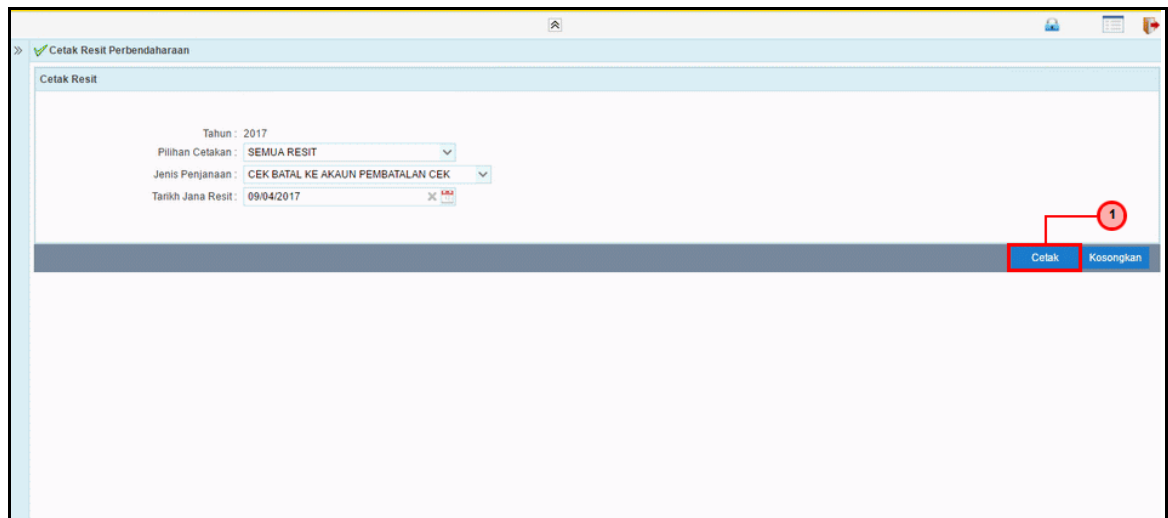 Cetak Resit Perbendaharaan
Cetak Resit
Tahun : 2017
Pilihan Cetakan : SEMUA RESIT
Jenis Penjanaan : CEK BATAL KE AKAUN PEMBATALAN CEK
Tarikh Jana Resit : 09/04/2017
1
Cetak Kosongkan